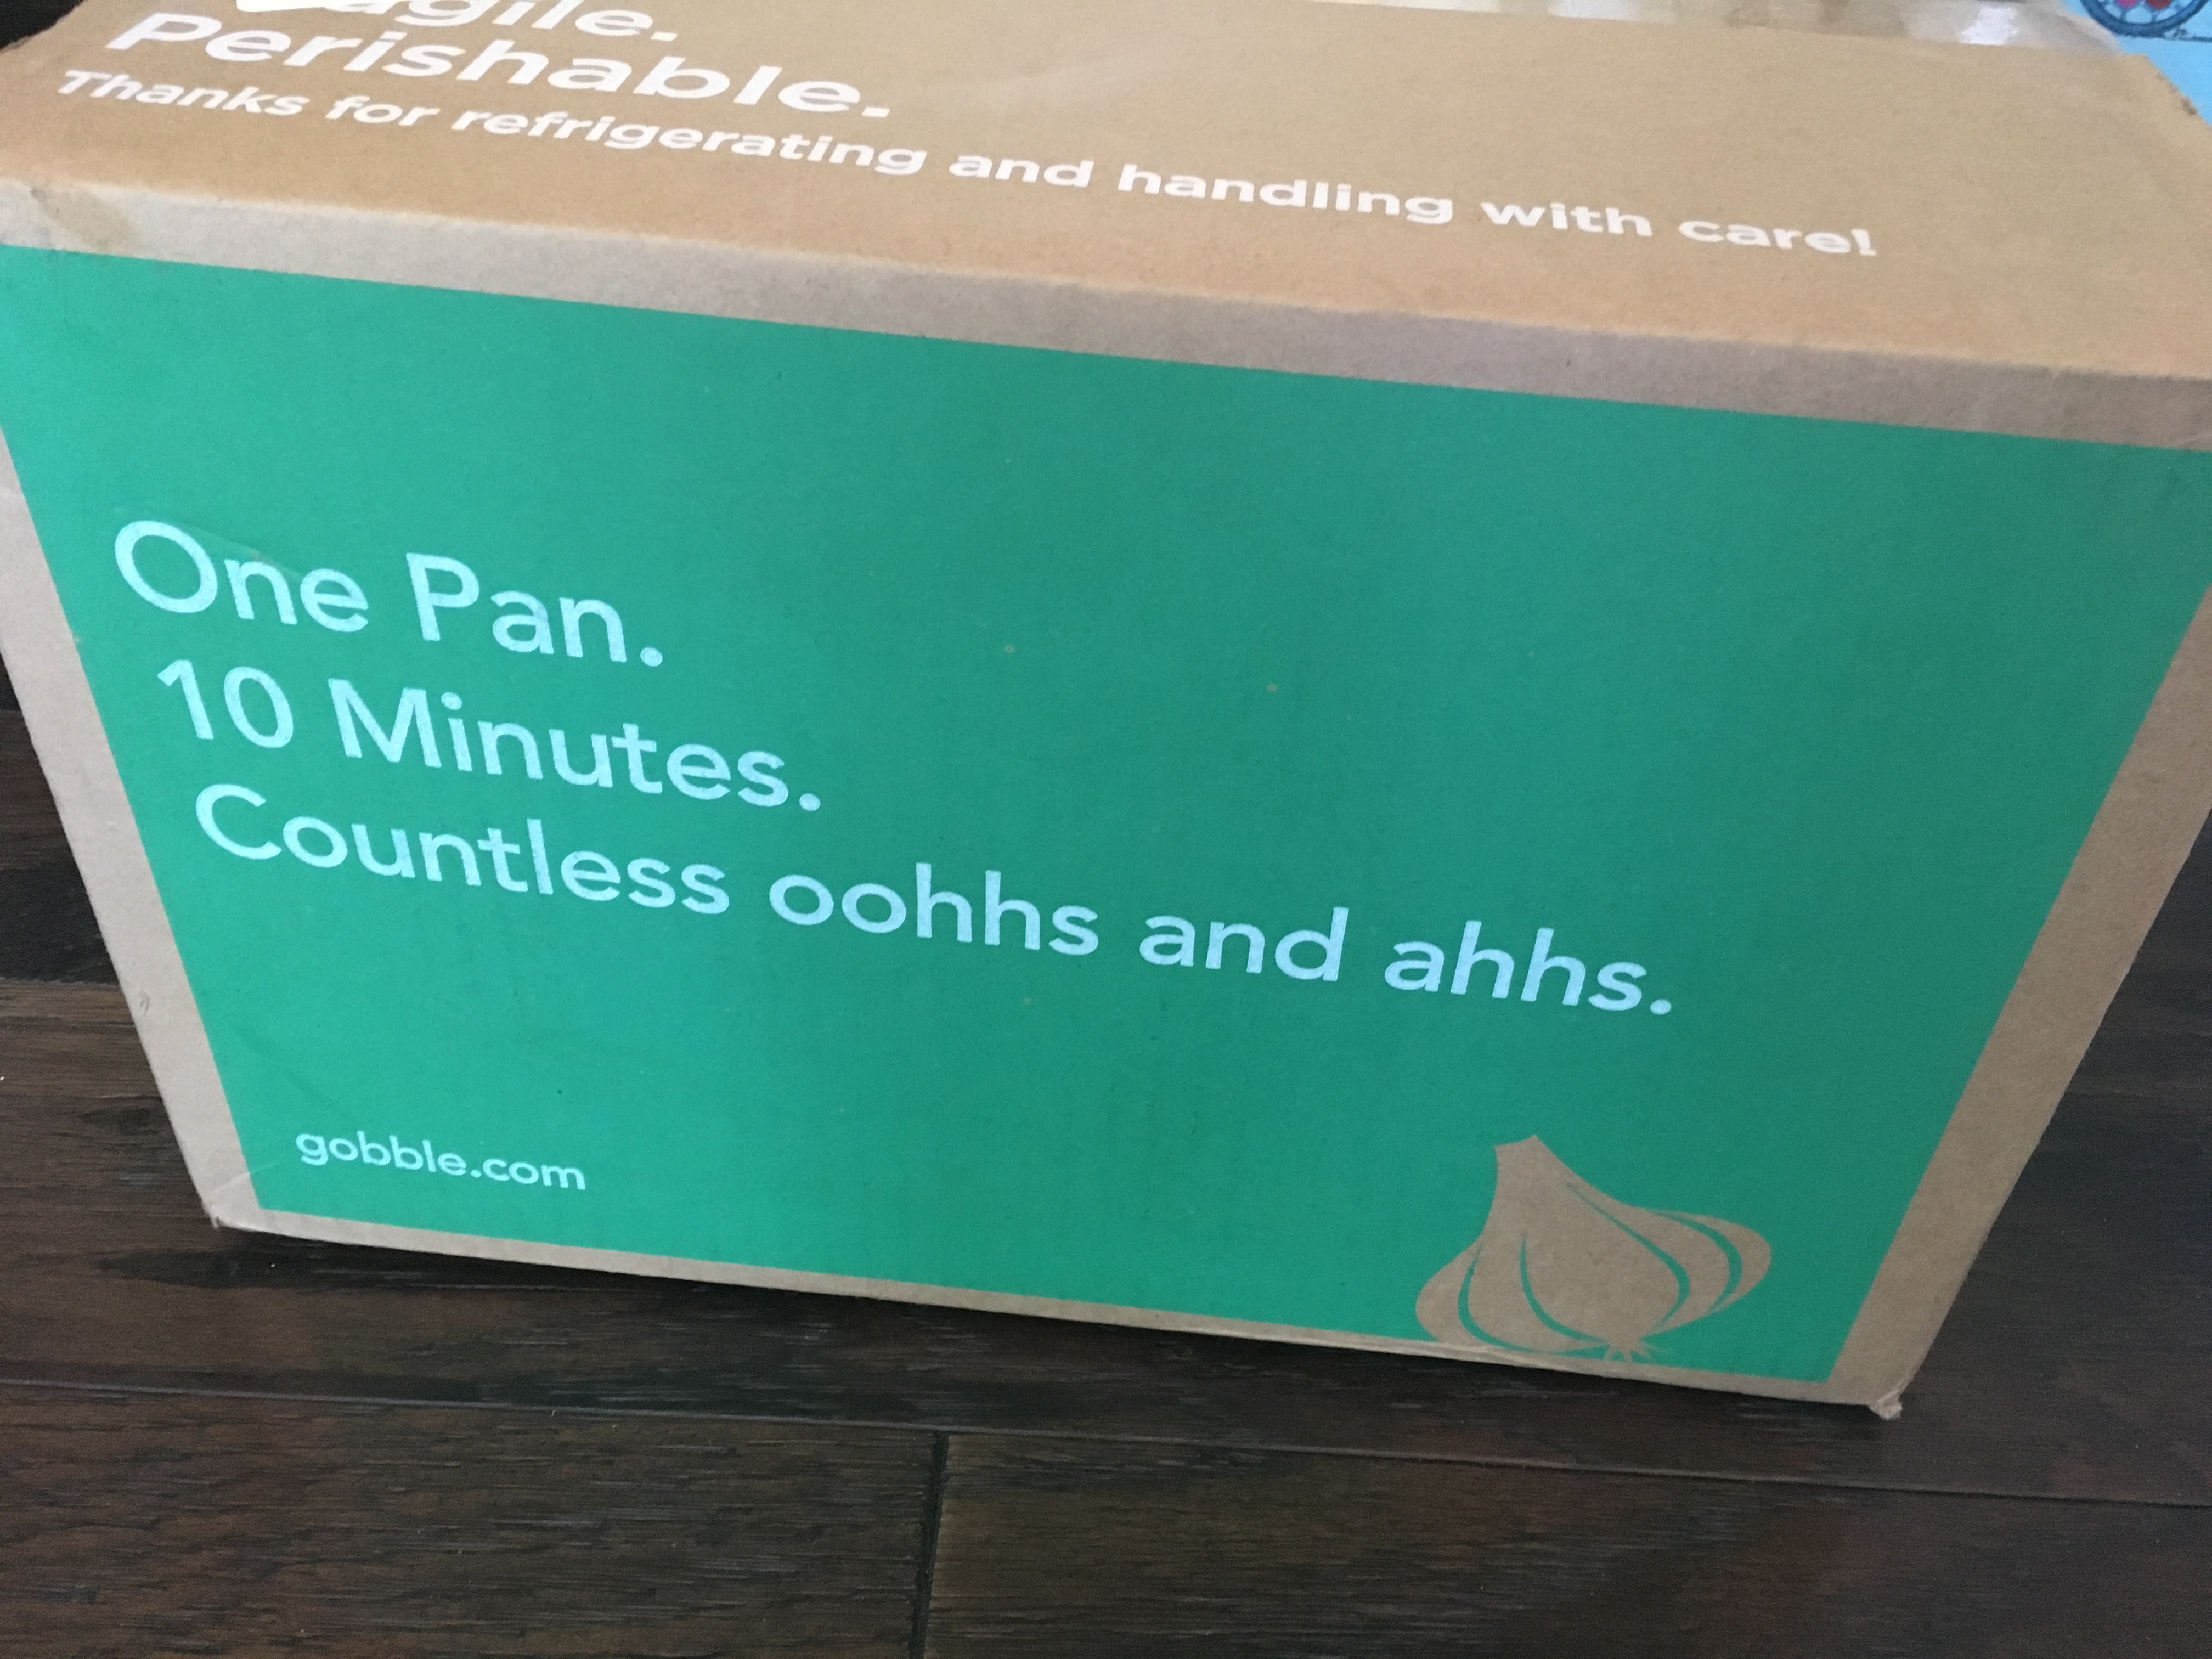 Perishable.
Thanks for refrigerating and handling with care!
One Pan.
10 Minutes.
Countless oohhs and ahhs.
gobble.com